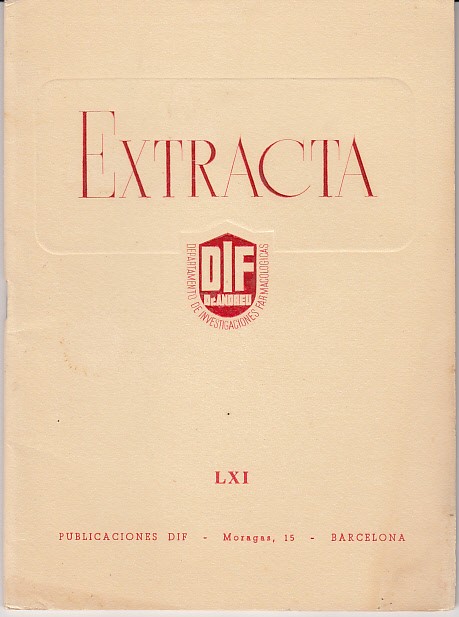 EXTRACTA
DIF
Dr. ANDREU
DEPARTAMENTO DE INVESTIGACIONES FARMACOLOGICAS
LXI
PUBLICACIONES DIF - Moragas, 15 - BARCELONA